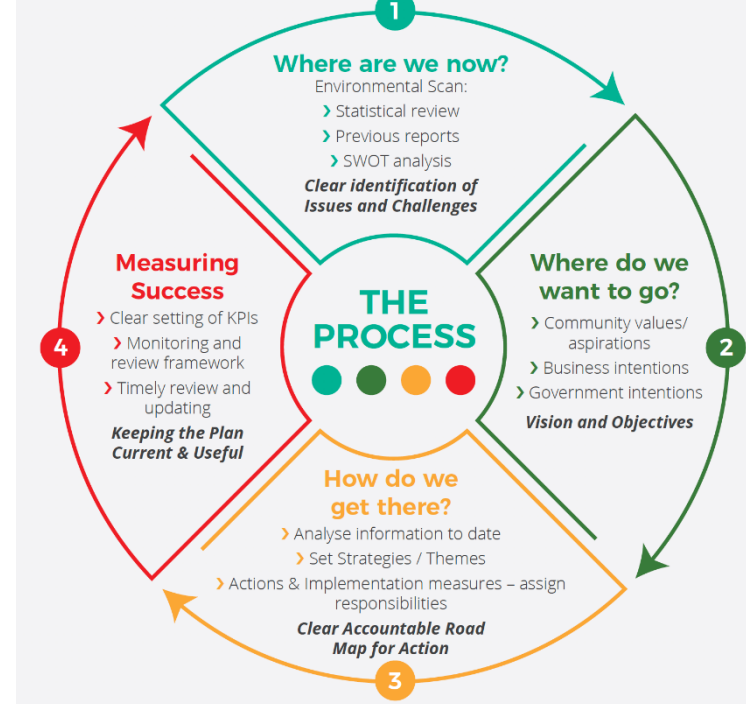 1
Where are we now?
Environmental Scan:
❯ Statistical review
❯ Previous reports
❯ SWOT analysis
Clear identification of
Issues and Challenges
2
Where do we
want to go?
❯ Community values/
aspirations
❯ Business intentions
❯ Government intentions
Vision and Objectives
3
How do we
get there?
❯ Analyse information to date
❯ Set Strategies / Themes
❯ Actions & Implementation measures – assign
responsibilities
Clear Accountable Road
Map for Action
4
Measuring
Success
❯ Clear setting of KPIs
❯ Monitoring and
review framework
❯ Timely review and
updating
Keeping the Plan
Current & Useful
THE
PROCESS